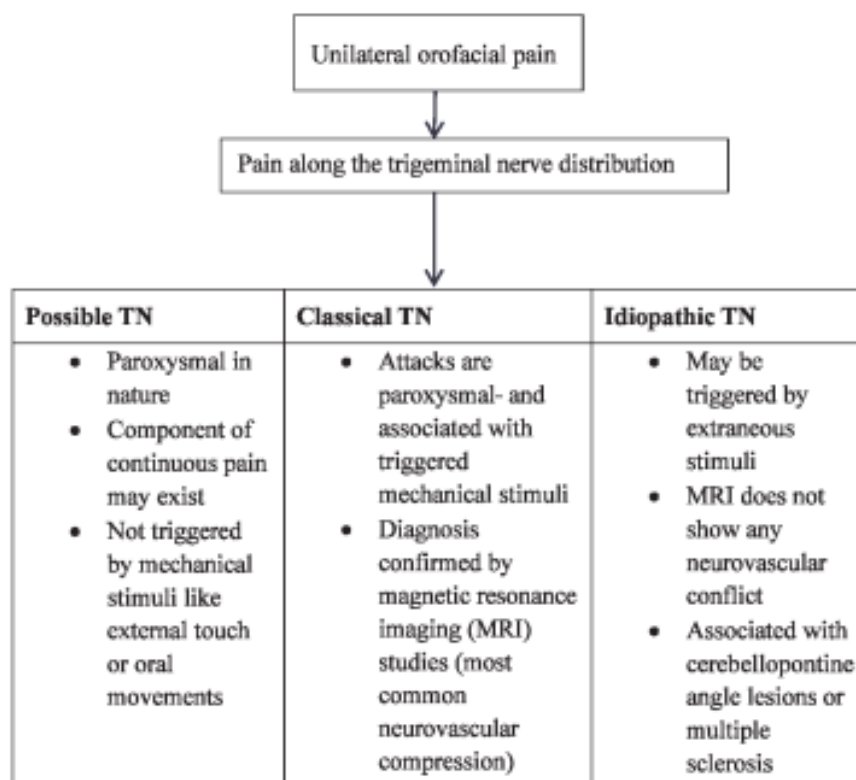 Unilateral orofacial pain
Pain along the trigeminal nerve distribution
Possible TN
• Paroxysmal in
nature
• Component of
continuous pain
may exist
• Not triggered
by mechanical
stimuli like
external touch
or oral
movements
Classical TN
• Attacks are
paroxysmal- and
associated with
triggered
mechanical stimuli
• Diagnosis
confirmed by
magnetic resonance
imaging (MRI)
studies (most
common
neurovascular
compression)
Idiopathic TN
• May be
triggered by
extraneous
stimuli
• MRI does not
show any
neurovascular
conflict
• Associated with
cerebellopontine
angle lesions or
multiple
sclerosis